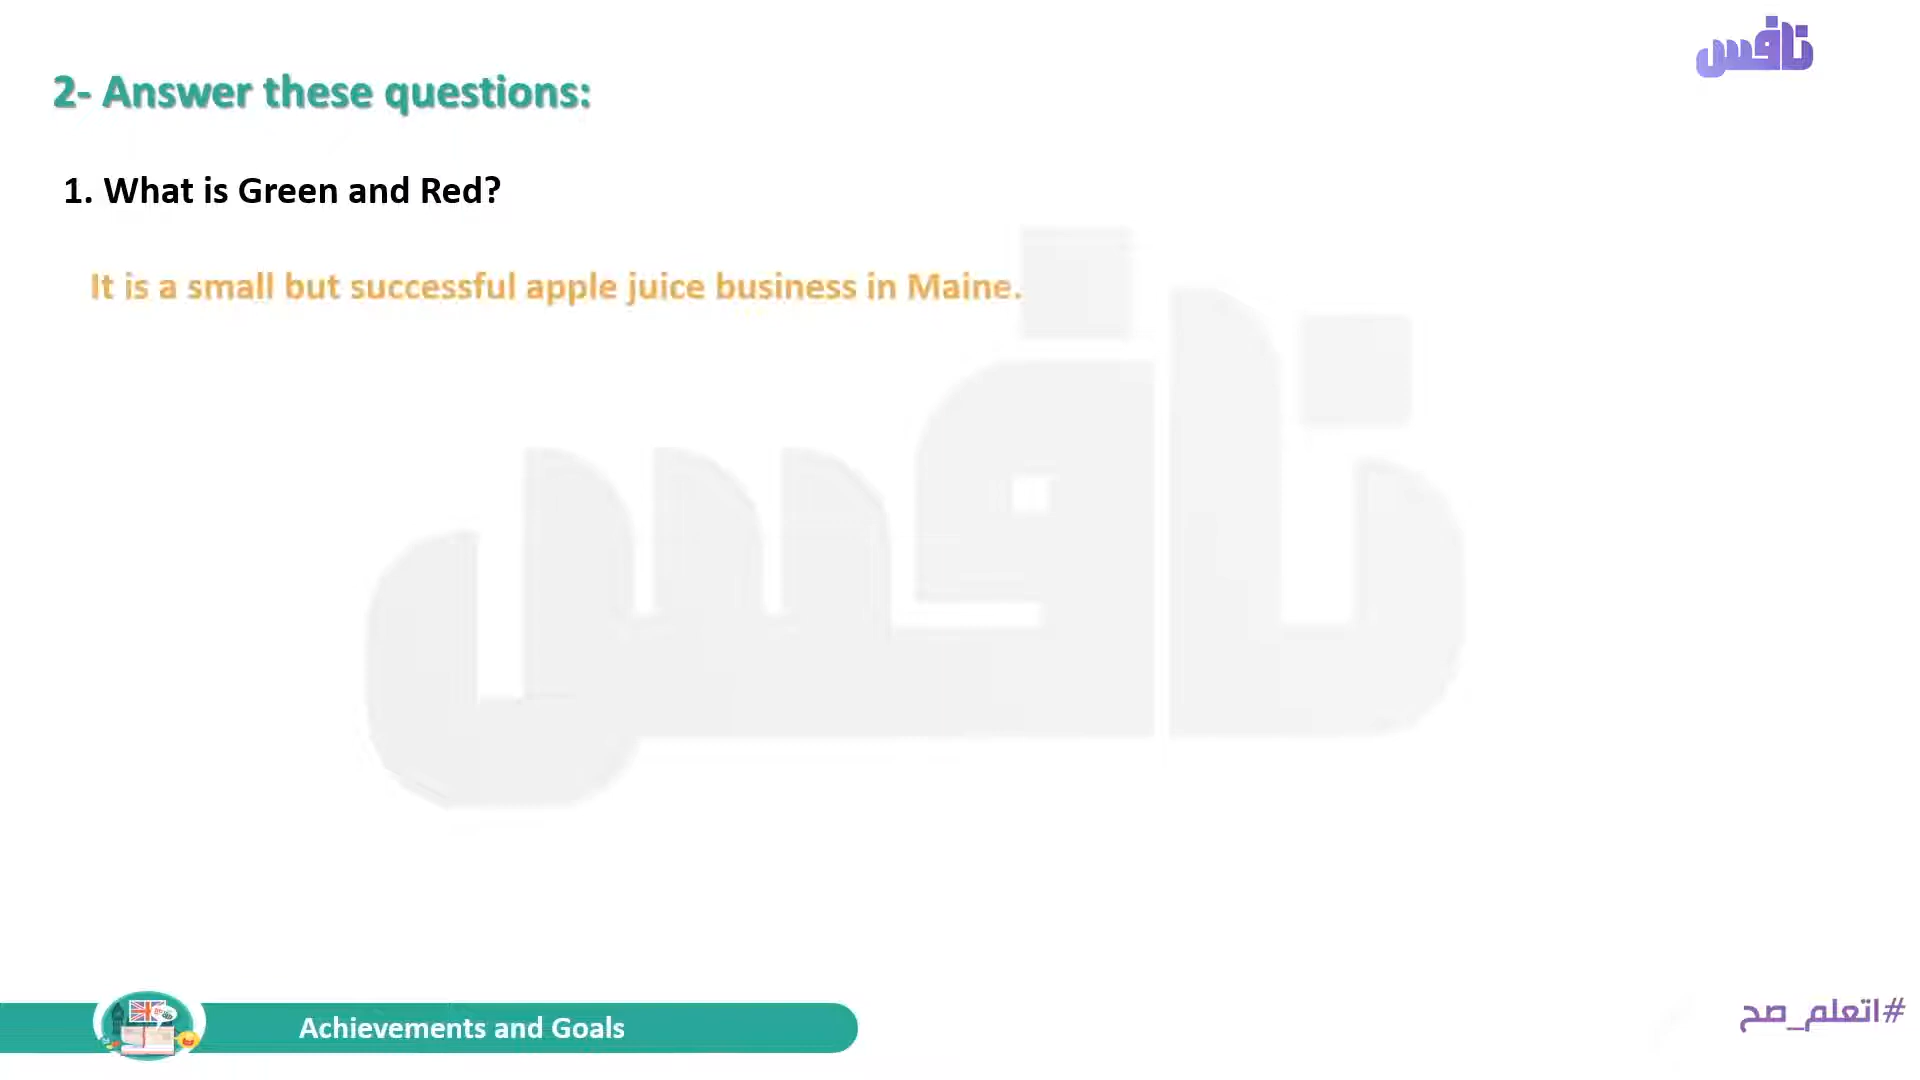 نافس
2- Answer these questions:
1. What is Green and Red?
It is a small but successful apple juice business in Maine.
نافس
Achievements and Goals
#اتعلم_صح